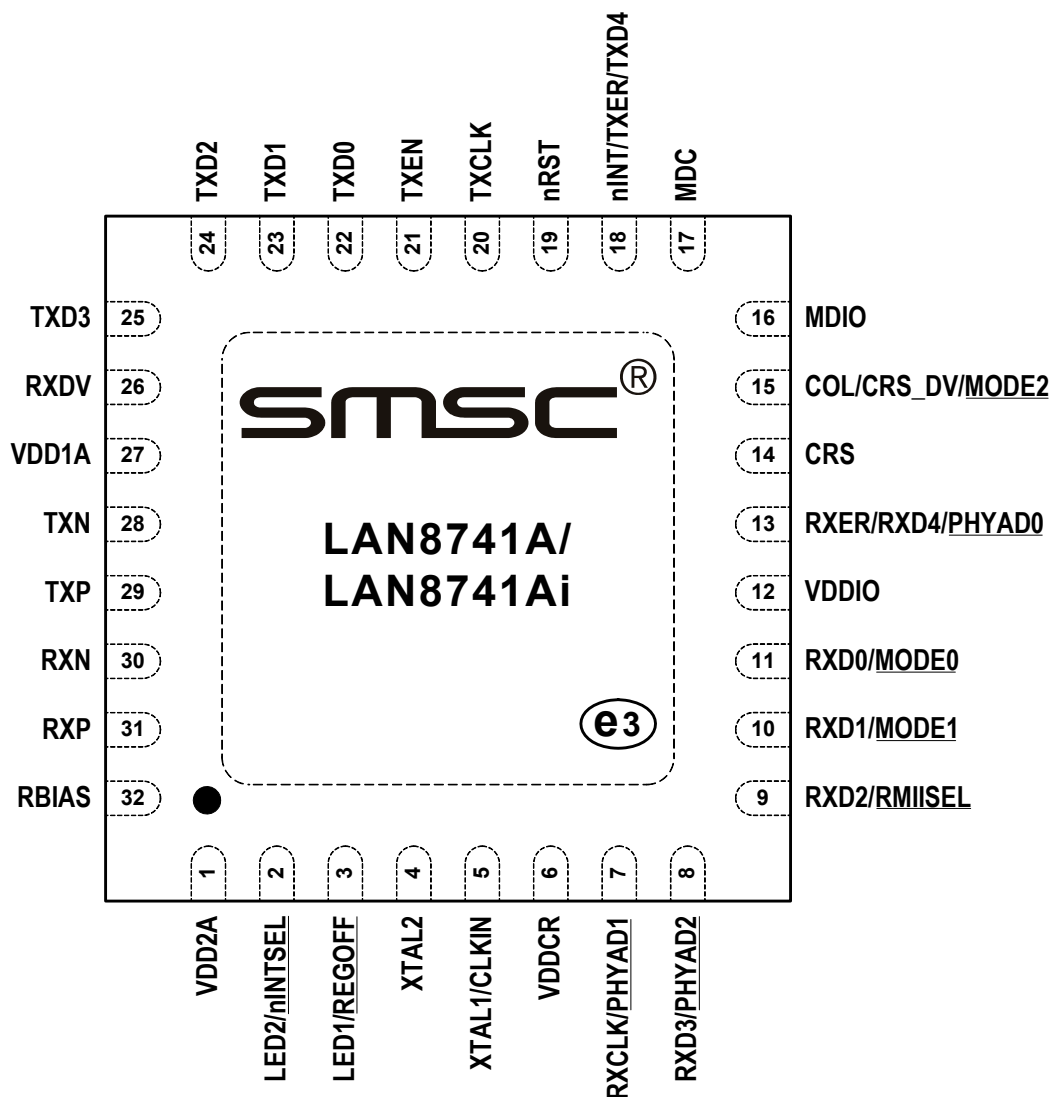 TXD2
TXD1
TXD0
TXEN
TXCLK
nRST
nINT/TXER/TXD4
MDC
24
23
22
21
20
19
18
17
TXD3 25
RXDV 26
VDD1A 27
TXN 28
TXP 29
RXN 30
RXP 31
RBIAS 32
SMSC®
LAN8741A/
LAN8741Ai
e3
16 MDIO
15 COL/CRS_DV/MODE2
14 CRS
13 RXER/RXD4/PHYAD0
12 VDDIO
11 RXD0/MODE0
10 RXD1/MODE1
9 RXD2/RMIISEL
1
2
3
4
5
6
7
8
VDD2A
LED2/nINTSEL
LED1/REGOFF
XTAL2
XTAL1/CLKIN
VDDCR
RXCLK/PHYAD1
RXD3/PHYAD2